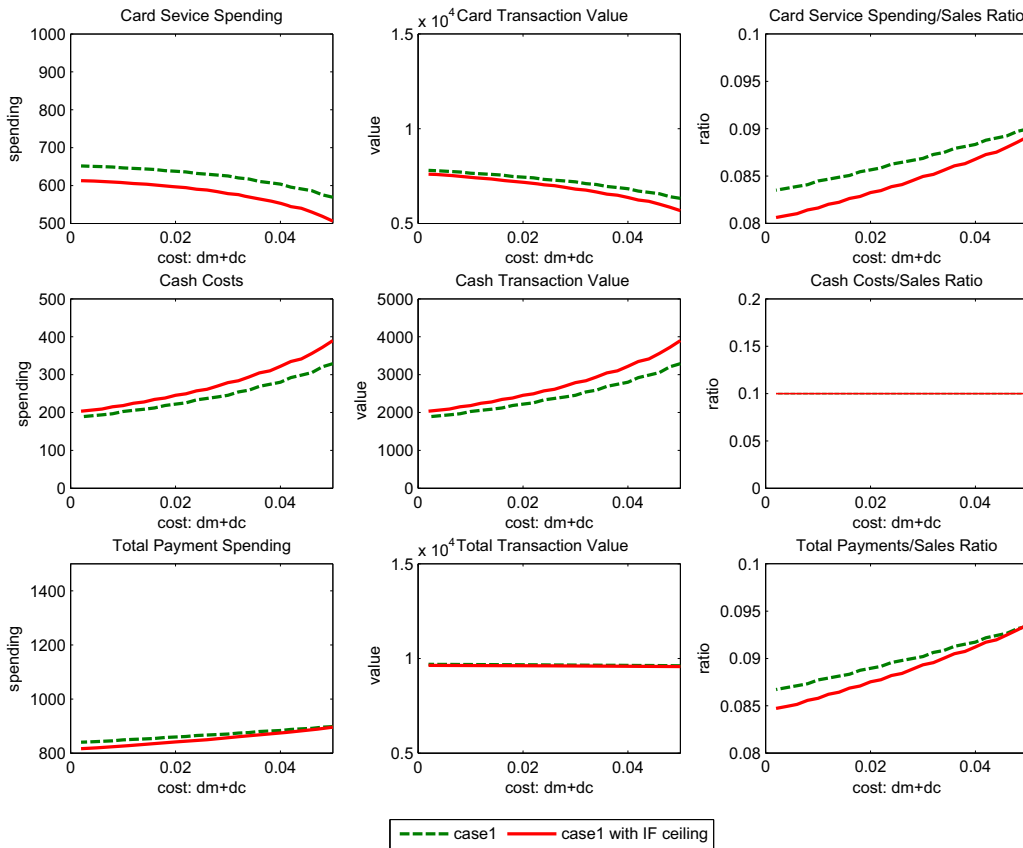 Card Sevice Spending
1000
900
800
700
600
500
spending
0 0.02 0.04
cost: dm+dc
Card Transaction Value
x 10^4
1.5
1
0.5
value
0 0.02 0.04
cost: dm+dc
Card Service Spending/Sales Ratio
0.1
0.095
0.09
0.085
0.08
ratio
0 0.02 0.04
cost: dm+dc
Cash Costs
500
400
300
200
100
0
spending
0 0.02 0.04
cost: dm+dc
Cash Transaction Value
5000
4000
3000
2000
1000
0
value
0 0.02 0.04
cost: dm+dc
Cash Costs/Sales Ratio
0.2
0.15
0.1
0.05
0
ratio
0 0.02 0.04
cost: dm+dc
Total Payment Spending
1400
1200
1000
800
spending
0 0.02 0.04
cost: dm+dc
Total Transaction Value
x 10^4
1.5
1
0.5
value
0 0.02 0.04
cost: dm+dc
Total Payments/Sales Ratio
0.1
0.095
0.09
0.085
0.08
ratio
0 0.02 0.04
cost: dm+dc
case1 case1 with IF ceiling